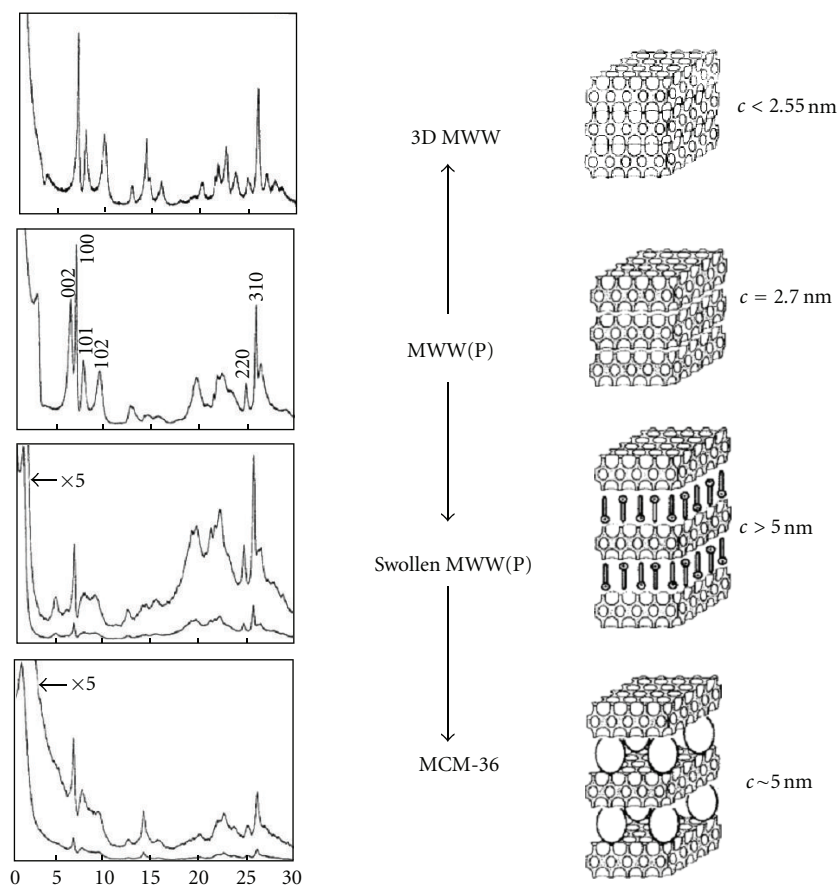 3D MWW
c < 2.55 nm
002
100
101
102
220
310
MWW(P)
c = 2.7 nm
×5
Swollen MWW(P)
c > 5 nm
×5
MCM-36
c~5 nm
0 5 10 15 20 25 30